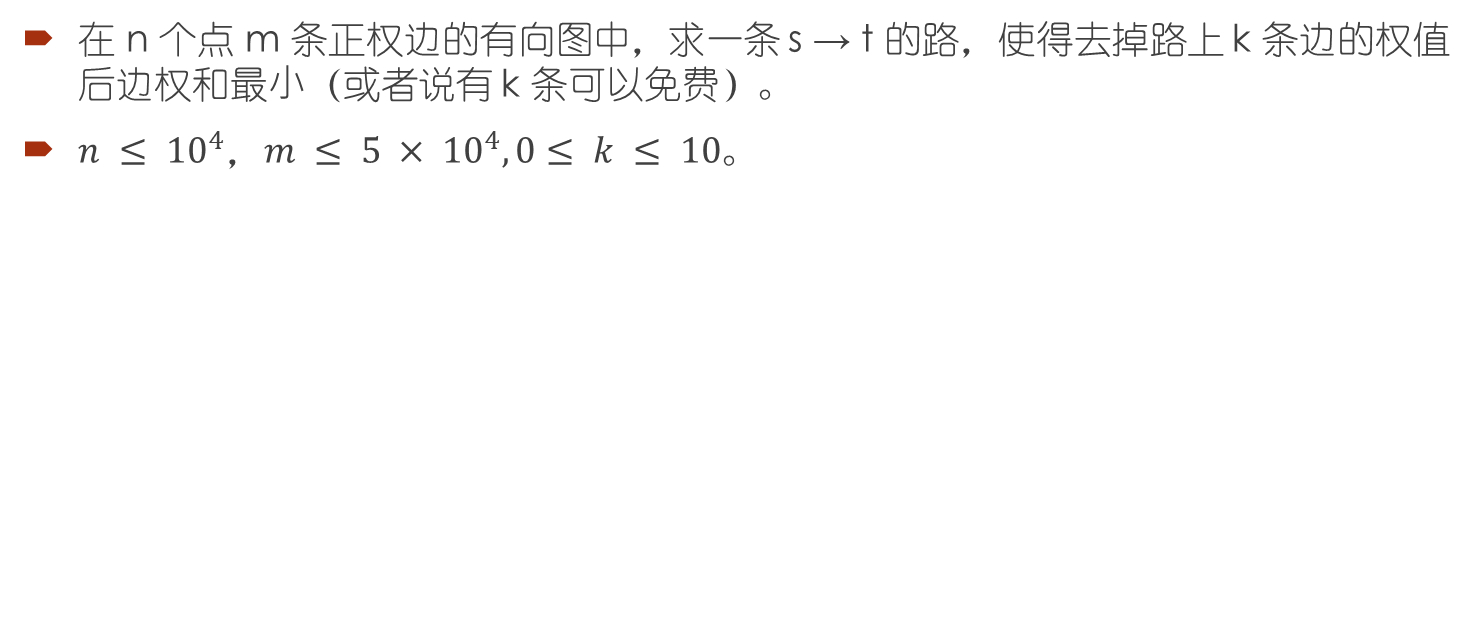 在 n 个点 m 条正权边的有向图中，求一条 s → t 的路，使得去掉路上 k 条边的权值
后边权和最小（或者说有 k 条可以免费）。
n ≤ 10⁴，m ≤ 5 × 10⁴,0 ≤ k ≤ 10。